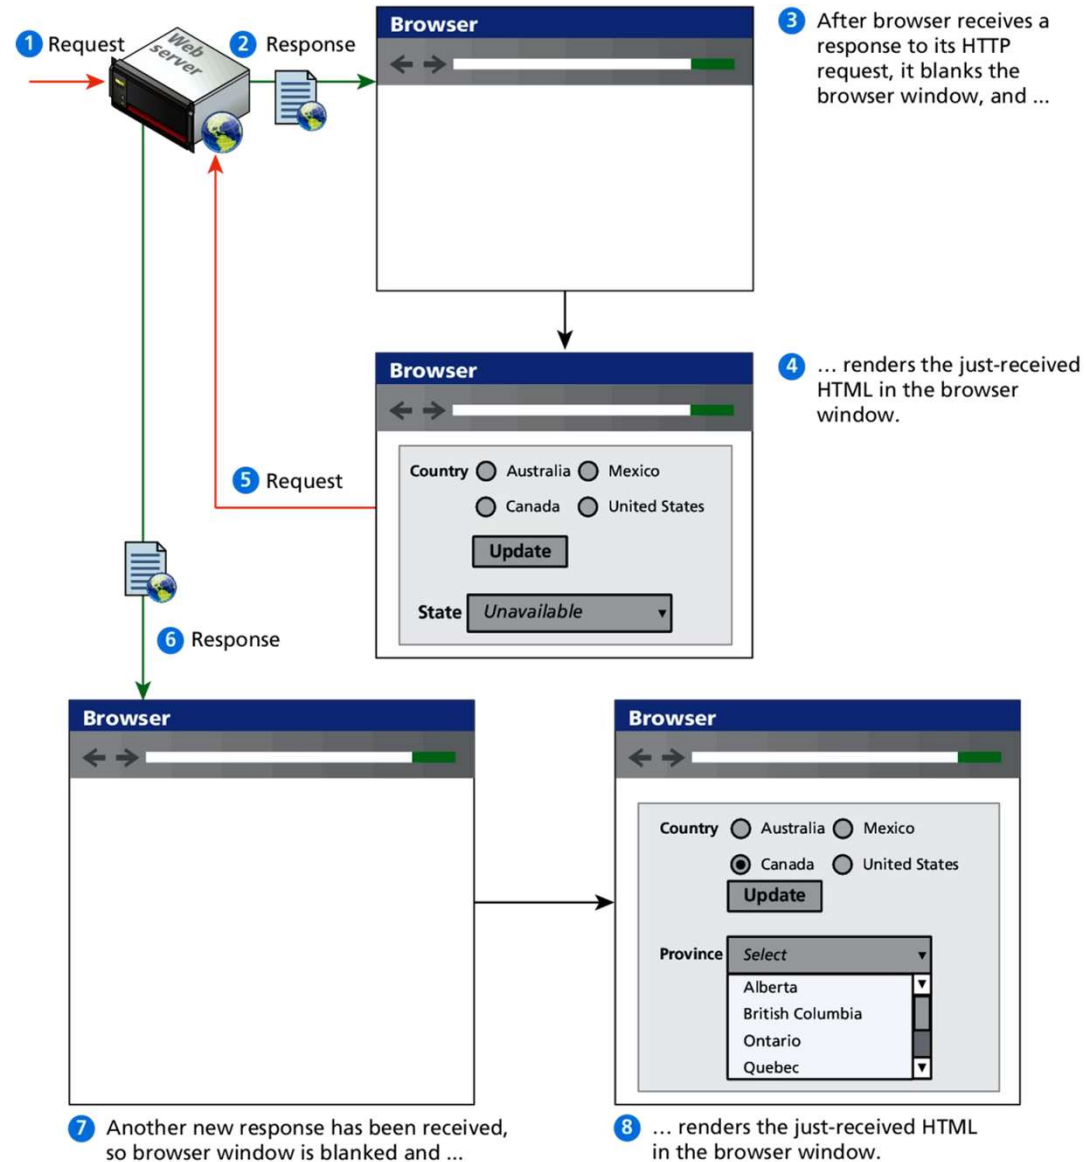 1 Request
Web
server
2 Response
Browser
3 After browser receives a
response to its HTTP
request, it blanks the
browser window, and ...
Browser
4 ... renders the just-received
HTML in the browser
window.
Country Australia Mexico
Canada United States
Update
State Unavailable
5 Request
6 Response
Browser
7 Another new response has been received,
so browser window is blanked and ...
Browser
Country Australia Mexico
Canada United States
Update
Province Select
Alberta
British Columbia
Ontario
Quebec
8 ... renders the just-received HTML
in the browser window.